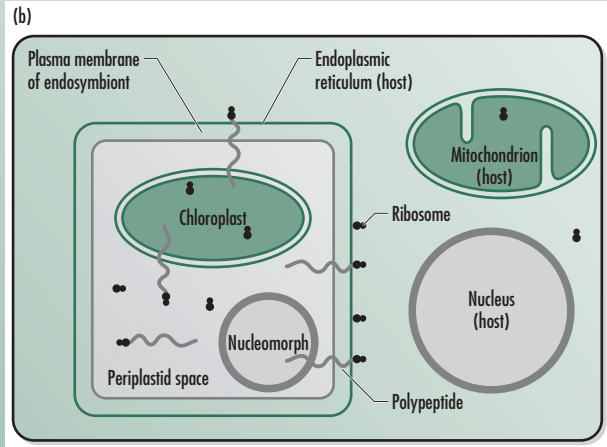 (b)
Plasma membrane
of endosymbiont
Endoplasmic
reticulum (host)
Mitochondrion
(host)
Chloroplast
Ribosome
Nucleus
(host)
Nucleomorph
Periplastid space
Polypeptide